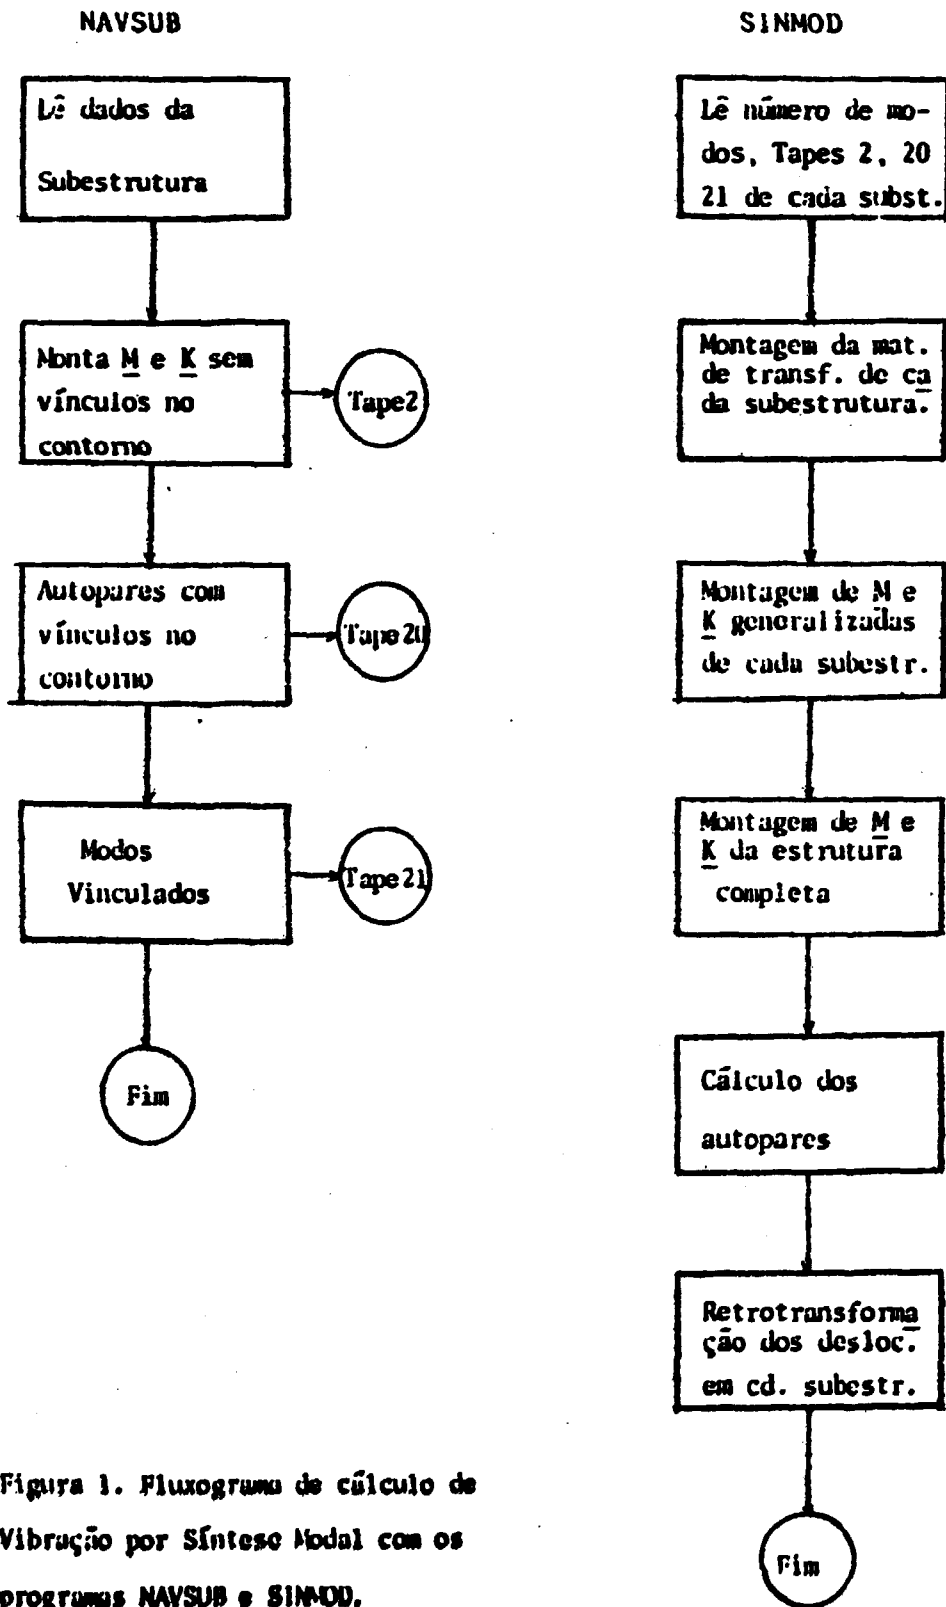 NAVSUB
Lê dados da
Subestrutura
Monta M e K sem
vínculos no
contorno
Tape2
Autopares com
vínculos no
contorno
Tape 20
Modos
Vinculados
Tape 21
Fim
SINMOD
Lê número de mo-
dos, Tapes 2, 20
21 de cada subst.
Montagem da mat.
de transf. de ca
da subestrutura.
Montagem de M e
K generalizadas
de cada subestr.
Montagem de M e
K da estrutura
completa
Cálculo dos
autopares
Retrotransforma
ção dos desloc.
em cd. subestr.
Fim
Figura 1. Fluxograma de cálculo de
Vibração por Síntese Modal com os
programas NAVSUB e SINMOD.